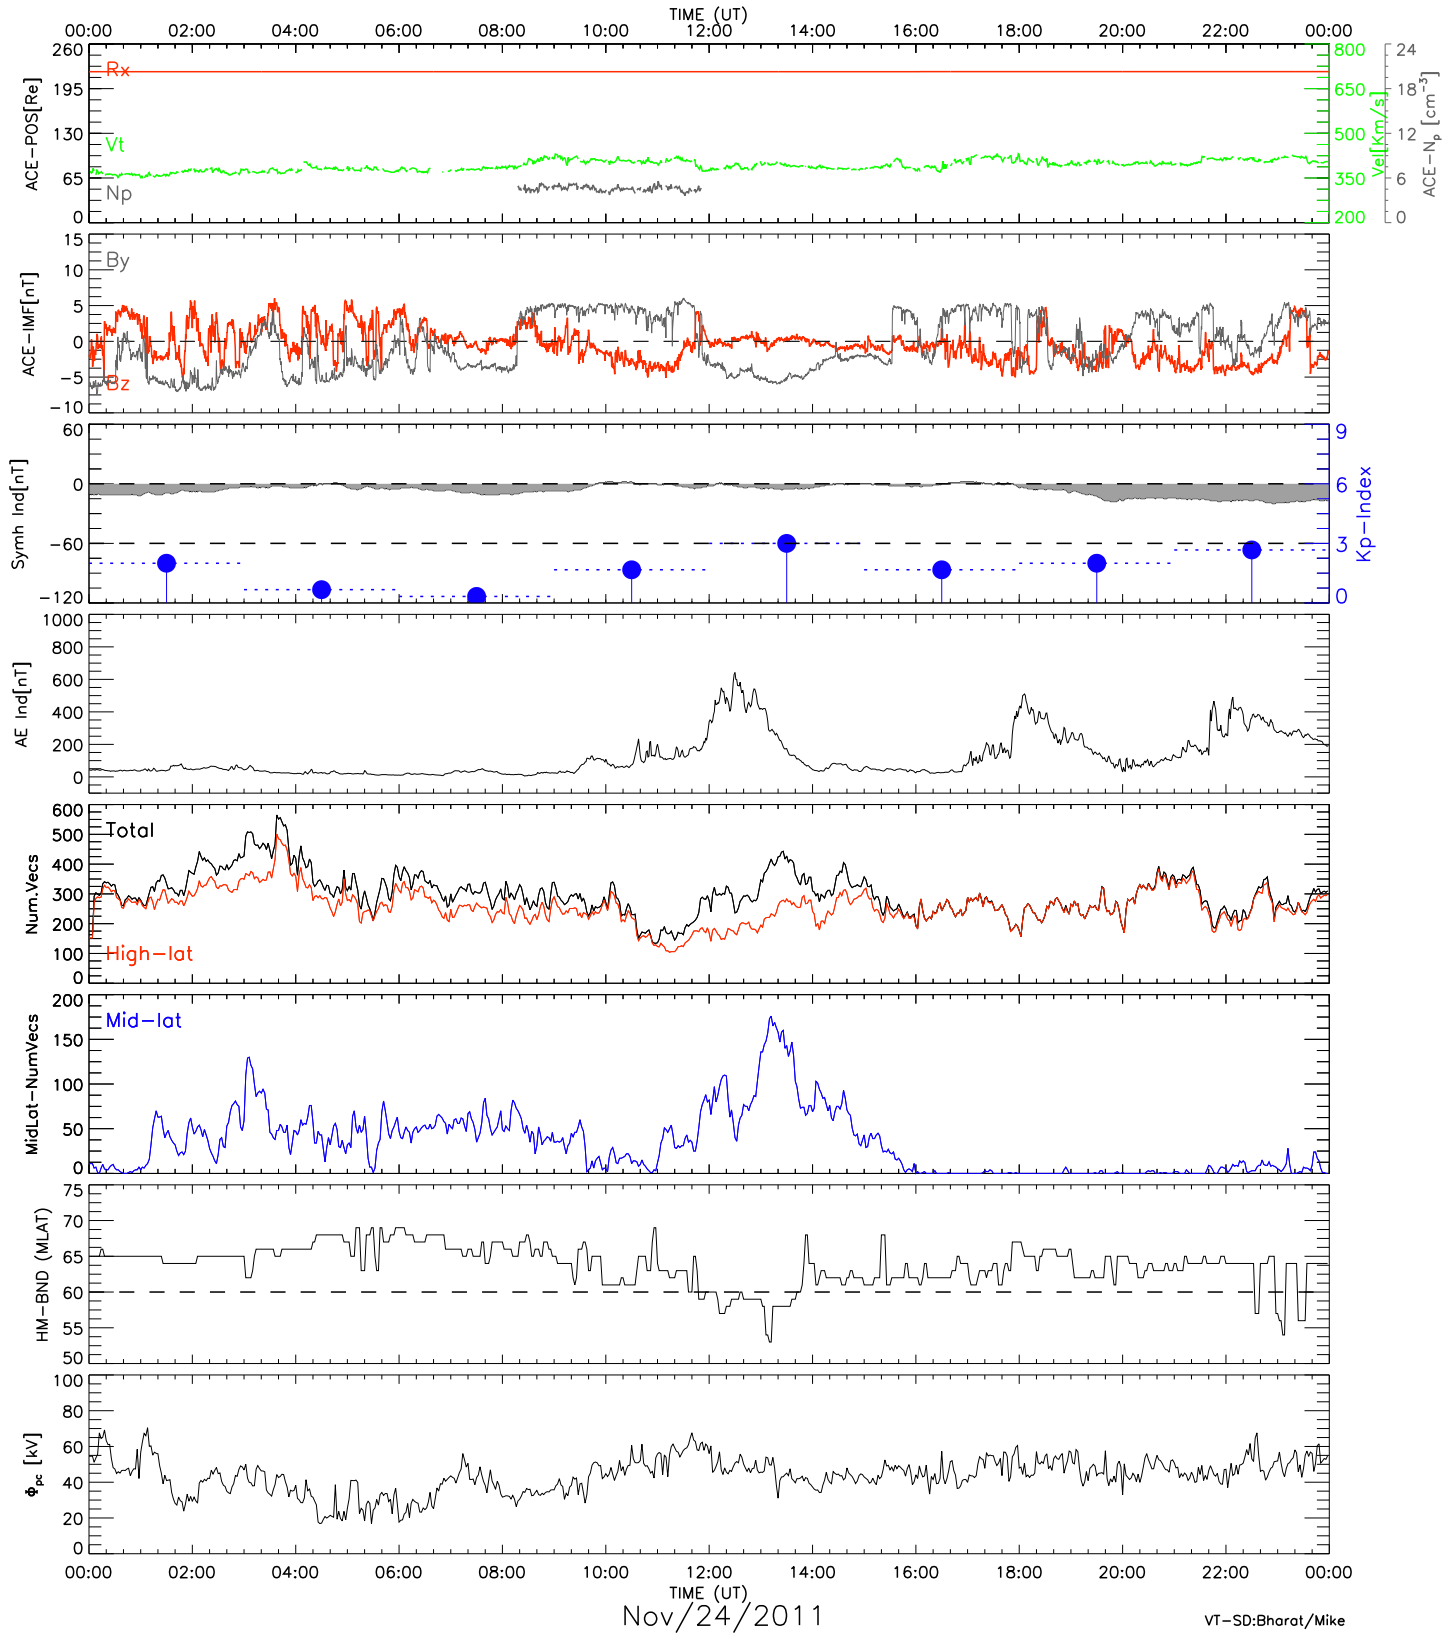 TIME (UT)
00:00 02:00 04:00 06:00 08:00 10:00 12:00 14:00 16:00 18:00 20:00 22:00 00:00
ACE-POS[Re]
260
195
130
65
0
Rx
Vt
Np
800
650
500
350
200
Vel[Km/s]
24
18
12
6
0
ACE-Np [cm⁻³]
ACE-IMF[nT]
15
10
5
0
-5
-10
By
Bz
Symh Ind[nT]
60
0
-60
-120
9
6
3
0
Kp-Index
AE Ind[nT]
1000
800
600
400
200
0
Num.Vecs
600
500
400
300
200
100
0
Total
High-lat
MidLat-NumVecs
200
150
100
50
0
Mid-lat
HM-BND (MLAT)
75
70
65
60
55
50
Φpc [kV]
100
80
60
40
20
0
00:00 02:00 04:00 06:00 08:00 10:00 12:00 14:00 16:00 18:00 20:00 22:00 00:00
TIME (UT)
Nov/24/2011
VT-SD:Bharat/Mike